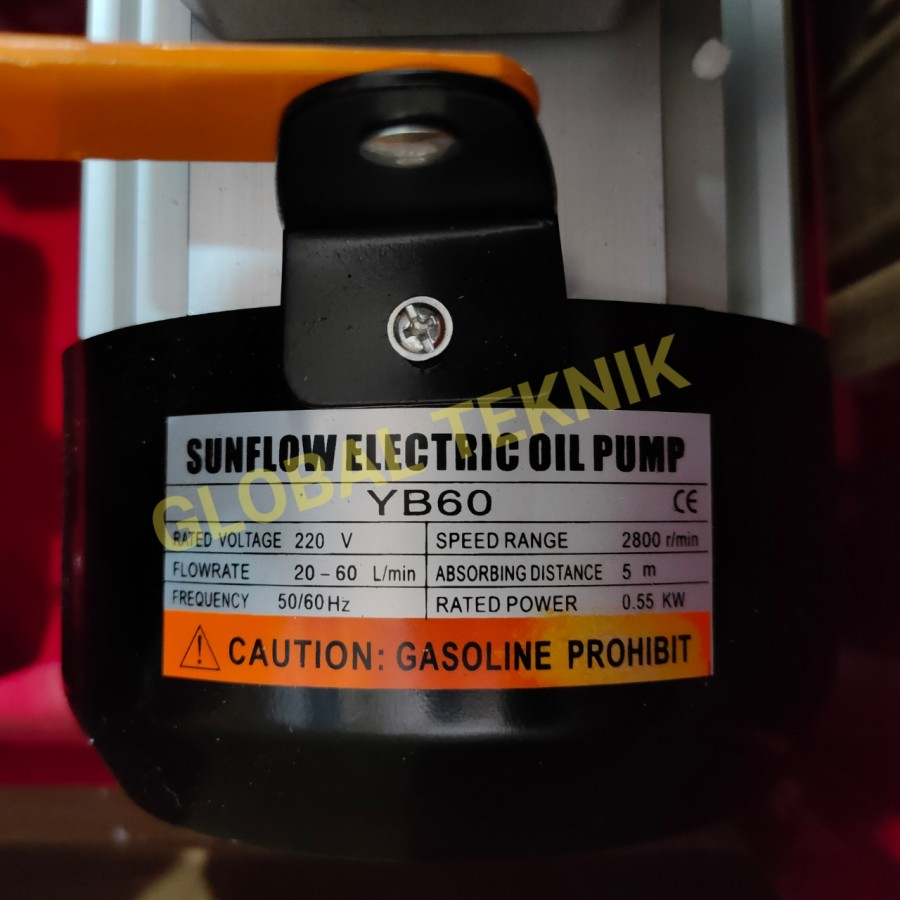 SUNFLOW ELECTRIC OIL PUMP
YB60 CE
RATED VOLTAGE 220 V SPEED RANGE 2800 r/min
FLOWRATE 20-60 L/min ABSORBING DISTANCE 5 m
FREQUENCY 50/60Hz RATED POWER 0.55 KW
CAUTION: GASOLINE PROHIBIT
GLOBAL TEKNIK